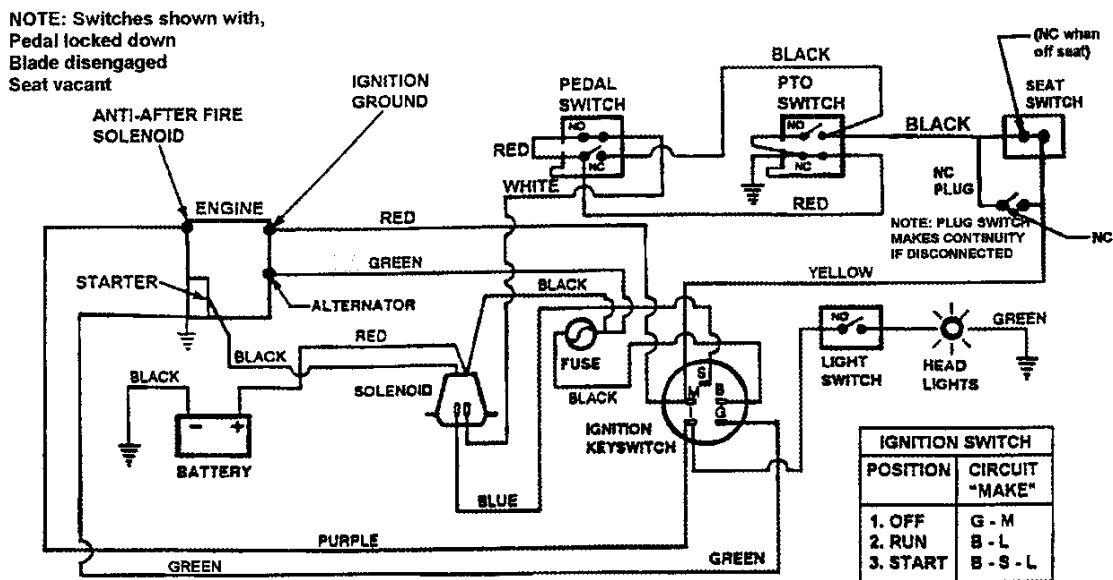 NOTE: Switches shown with,
Pedal locked down
Blade disengaged
Seat vacant
ANTI-AFTER FIRE
SOLENOID
IGNITION
GROUND
PEDAL
SWITCH
NO
NC
RED
WHITE
BLACK
PTO
SWITCH
NO
NC
RED
BLACK
(NC when
off seat)
SEAT
SWITCH
NC
PLUG
NOTE: PLUG SWITCH
MAKES CONTINUITY
IF DISCONNECTED
NC
ENGINE
RED
GREEN
STARTER
ALTERNATOR
BLACK
YELLOW
RED
BLACK
BLACK
SOLENOID
FUSE
BLACK
NO
LIGHT
SWITCH
HEAD
LIGHTS
GREEN
S
M
B
L
G
IGNITION
KEYSWITCH
BATTERY
- +
BLUE
PURPLE
GREEN
GREEN
IGNITION SWITCH
POSITION CIRCUIT
"MAKE"
1. OFF G - M
2. RUN B - L
3. START B - S - L